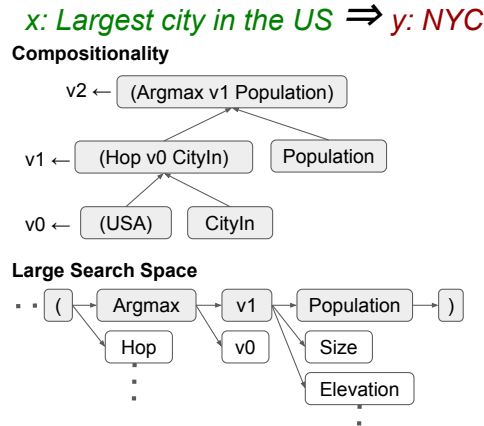 x: Largest city in the US ⇒ y: NYC
Compositionality
v2 ← (Argmax v1 Population)
v1 ← (Hop v0 CityIn) Population
v0 ← (USA) CityIn
Large Search Space
( Argmax v1 Population )
Hop v0 Size
Elevation